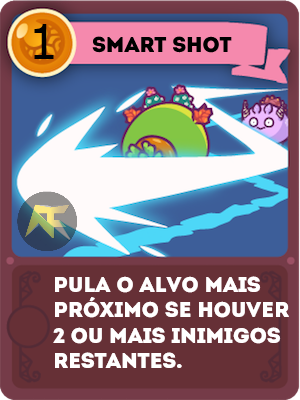 1
SMART SHOT
PULA O ALVO MAIS
PRÓXIMO SE HOUVER
2 OU MAIS INIMIGOS
RESTANTES.